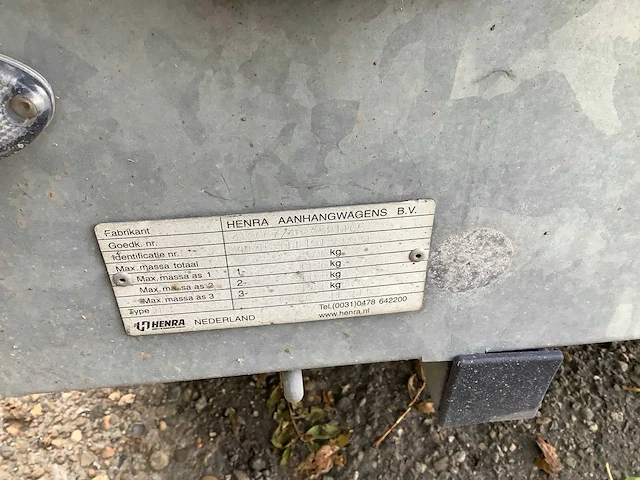 Fabrikant HENRA AANHANGWAGENS B.V.
Goedk. nr.
Identificatie nr.
Max. massa totaal kg
Max. massa as 1 1- kg
Max. massa as 2 2- kg
Max. massa as 3 3- kg
Type
HENRA NEDERLAND Tel.(0031)0478 642200
www.henra.nl